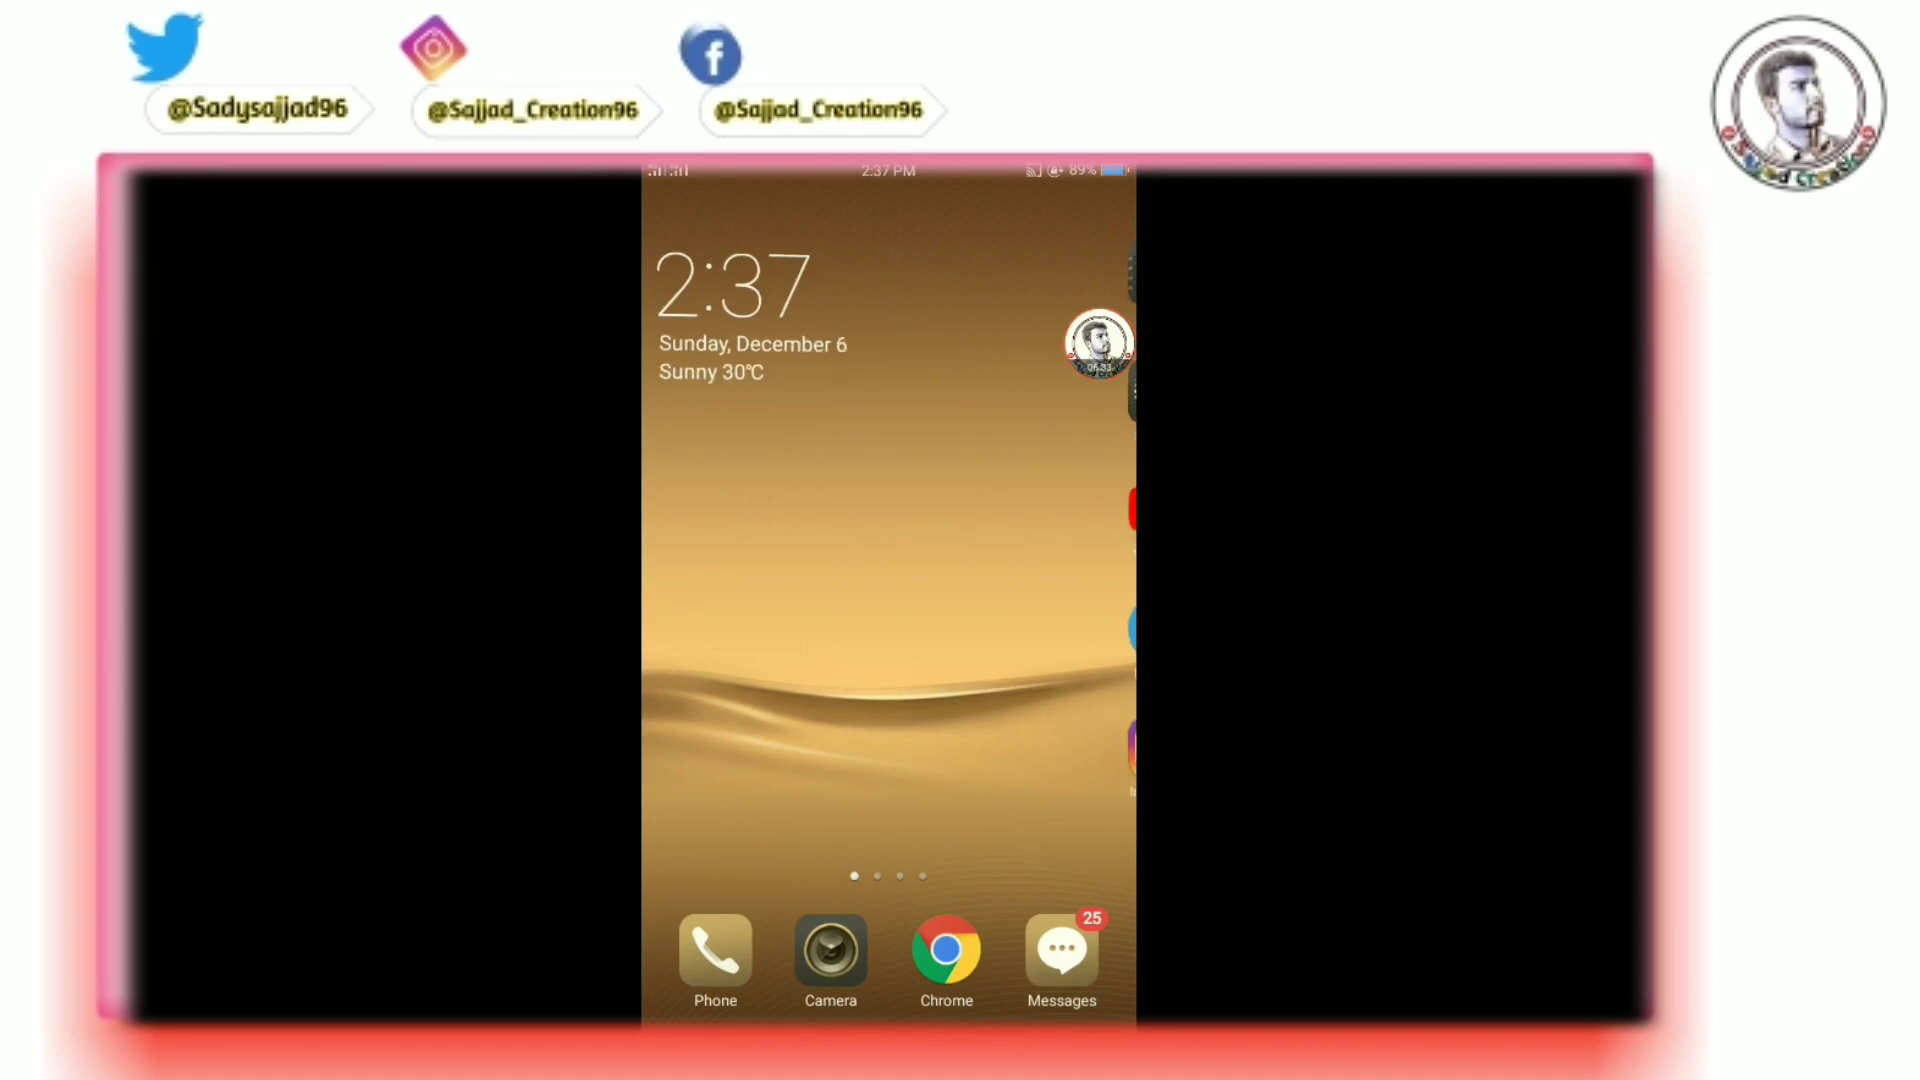 @Sadysajjad96
@Sajjad_Creation96
@Sajjad_Creation96
2:37 PM
89%
2:37
Sunday, December 6
Sunny 30℃
25
Phone
Camera
Chrome
Messages